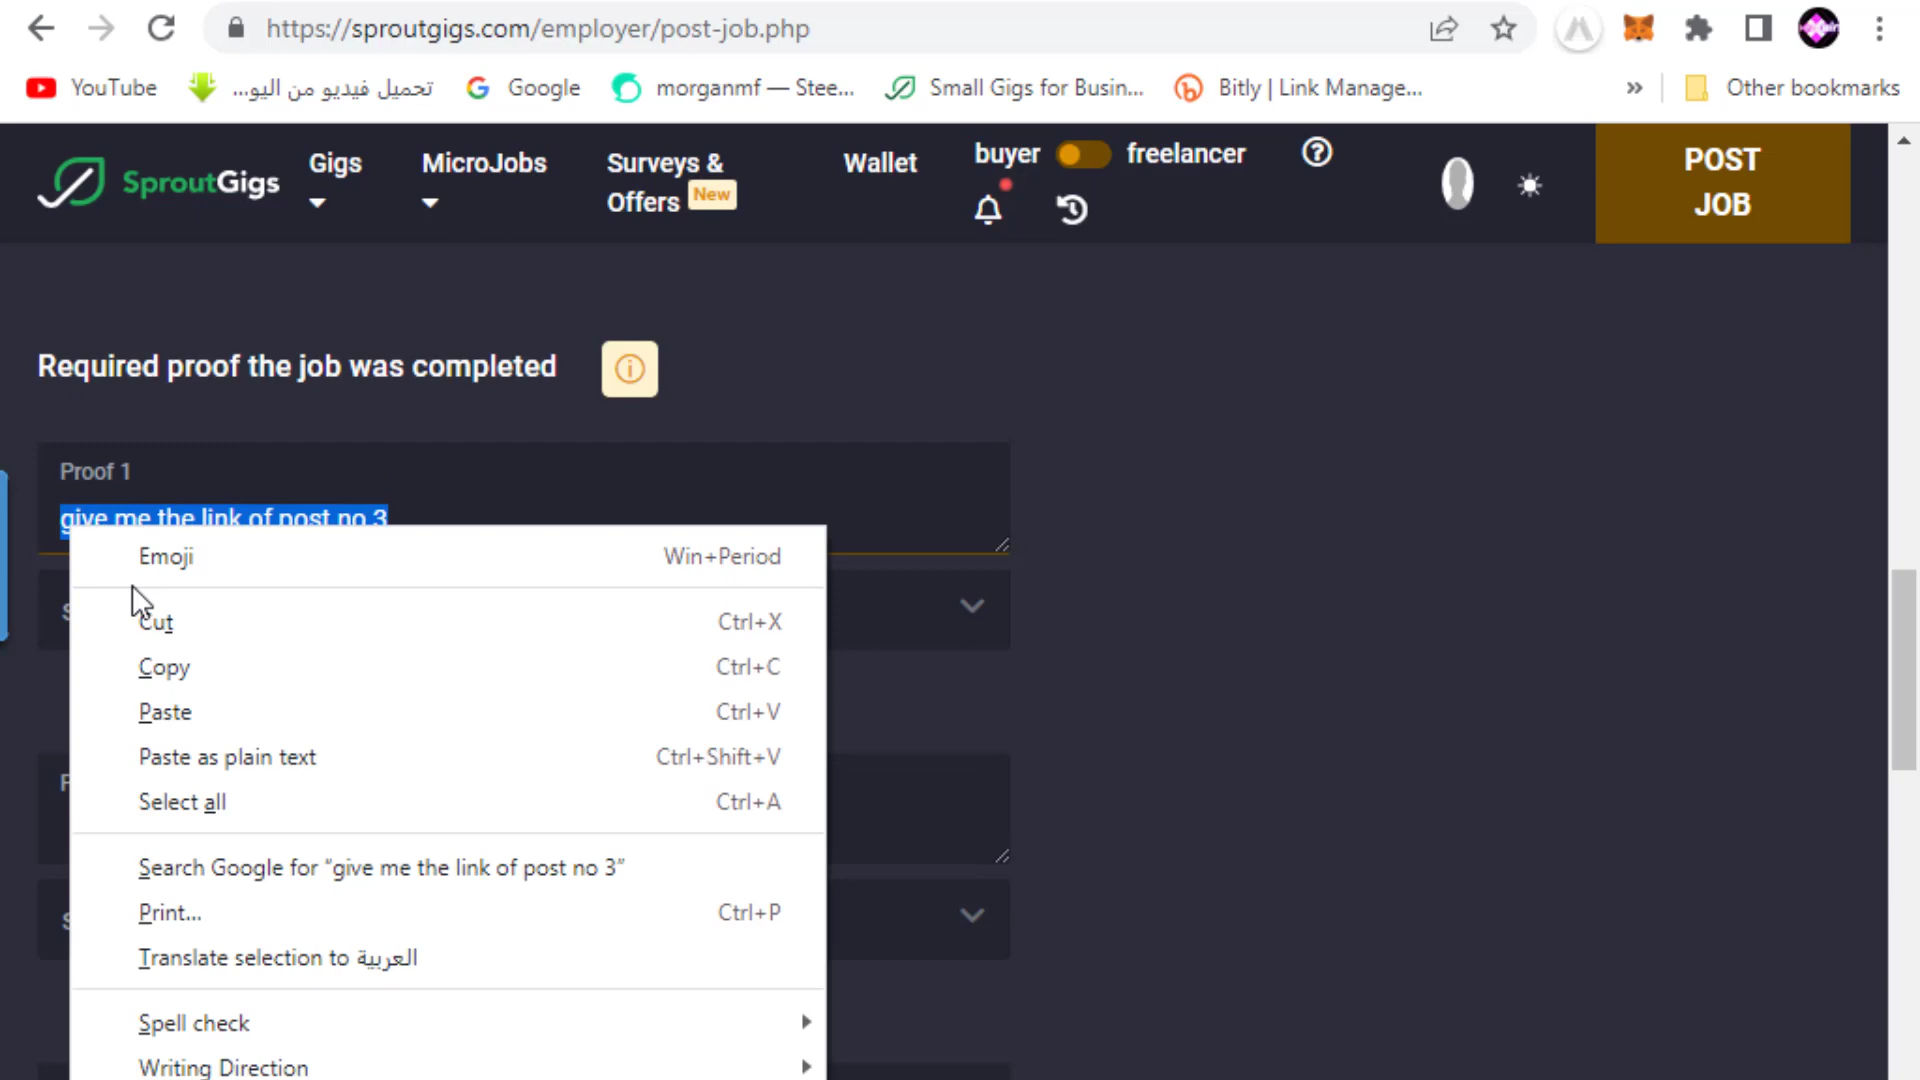 https://sproutgigs.com/employer/post-job.php
YouTube
تحميل فيديو من اليو...
Google
morganmf — Stee...
Small Gigs for Busin...
Bitly | Link Manage...
»
Other bookmarks
SproutGigs
Gigs
MicroJobs
Surveys &
Offers New
Wallet
buyer
freelancer
POST
JOB
Required proof the job was completed
Proof 1
give me the link of post no 3
Emoji Win+Period
Cut Ctrl+X
Copy Ctrl+C
Paste Ctrl+V
Paste as plain text Ctrl+Shift+V
Select all Ctrl+A
Search Google for “give me the link of post no 3”
Print... Ctrl+P
Translate selection to العربية
Spell check
Writing Direction